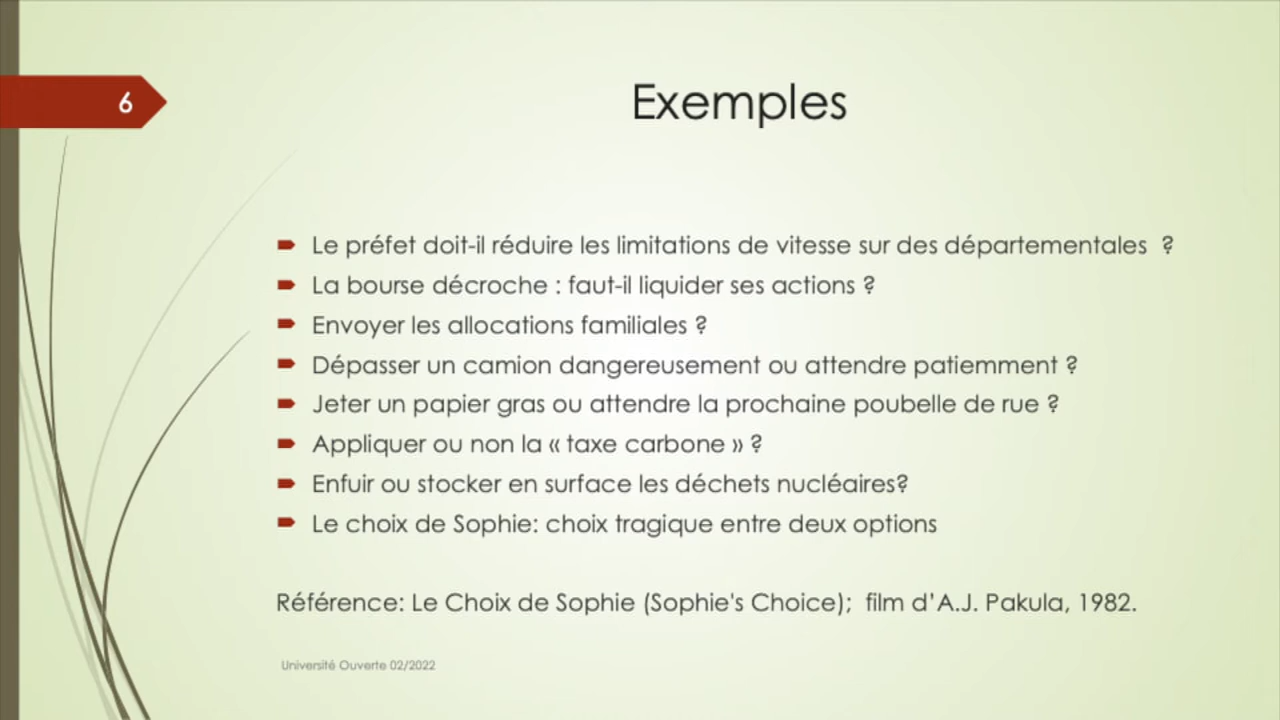 6
Exemples
Le préfet doit-il réduire les limitations de vitesse sur des départementales ?
La bourse décroche : faut-il liquider ses actions ?
Envoyer les allocations familiales ?
Dépasser un camion dangereusement ou attendre patiemment ?
Jeter un papier gras ou attendre la prochaine poubelle de rue ?
Appliquer ou non la « taxe carbone » ?
Enfuir ou stocker en surface les déchets nucléaires?
Le choix de Sophie: choix tragique entre deux options
Référence: Le Choix de Sophie (Sophie's Choice); film d’A.J. Pakula, 1982.
Université Ouverte 02/2022